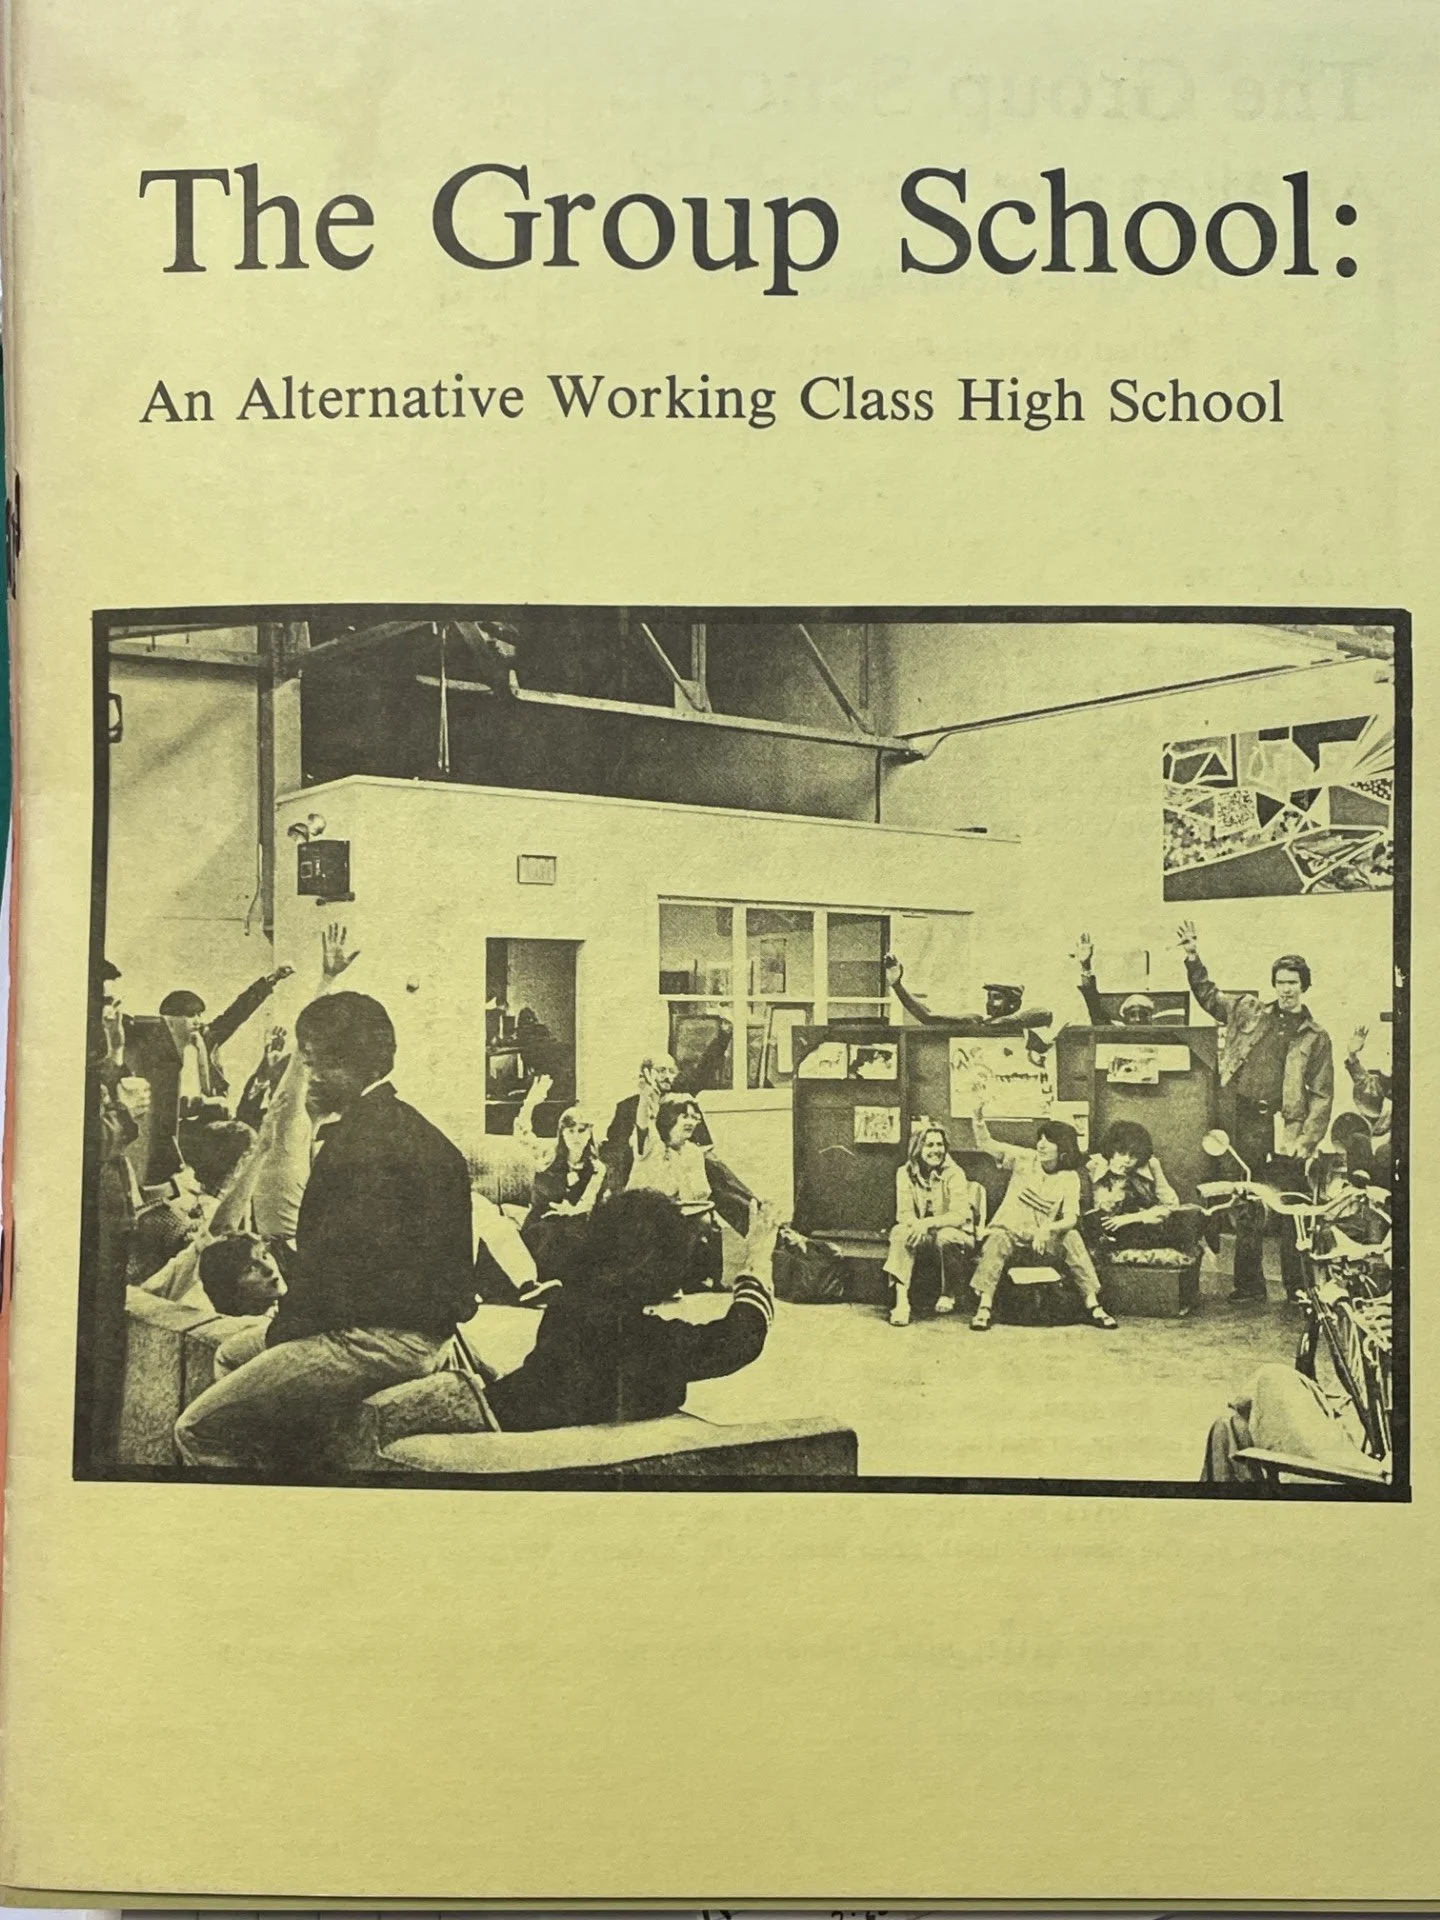 The Group School:
An Alternative Working Class High School